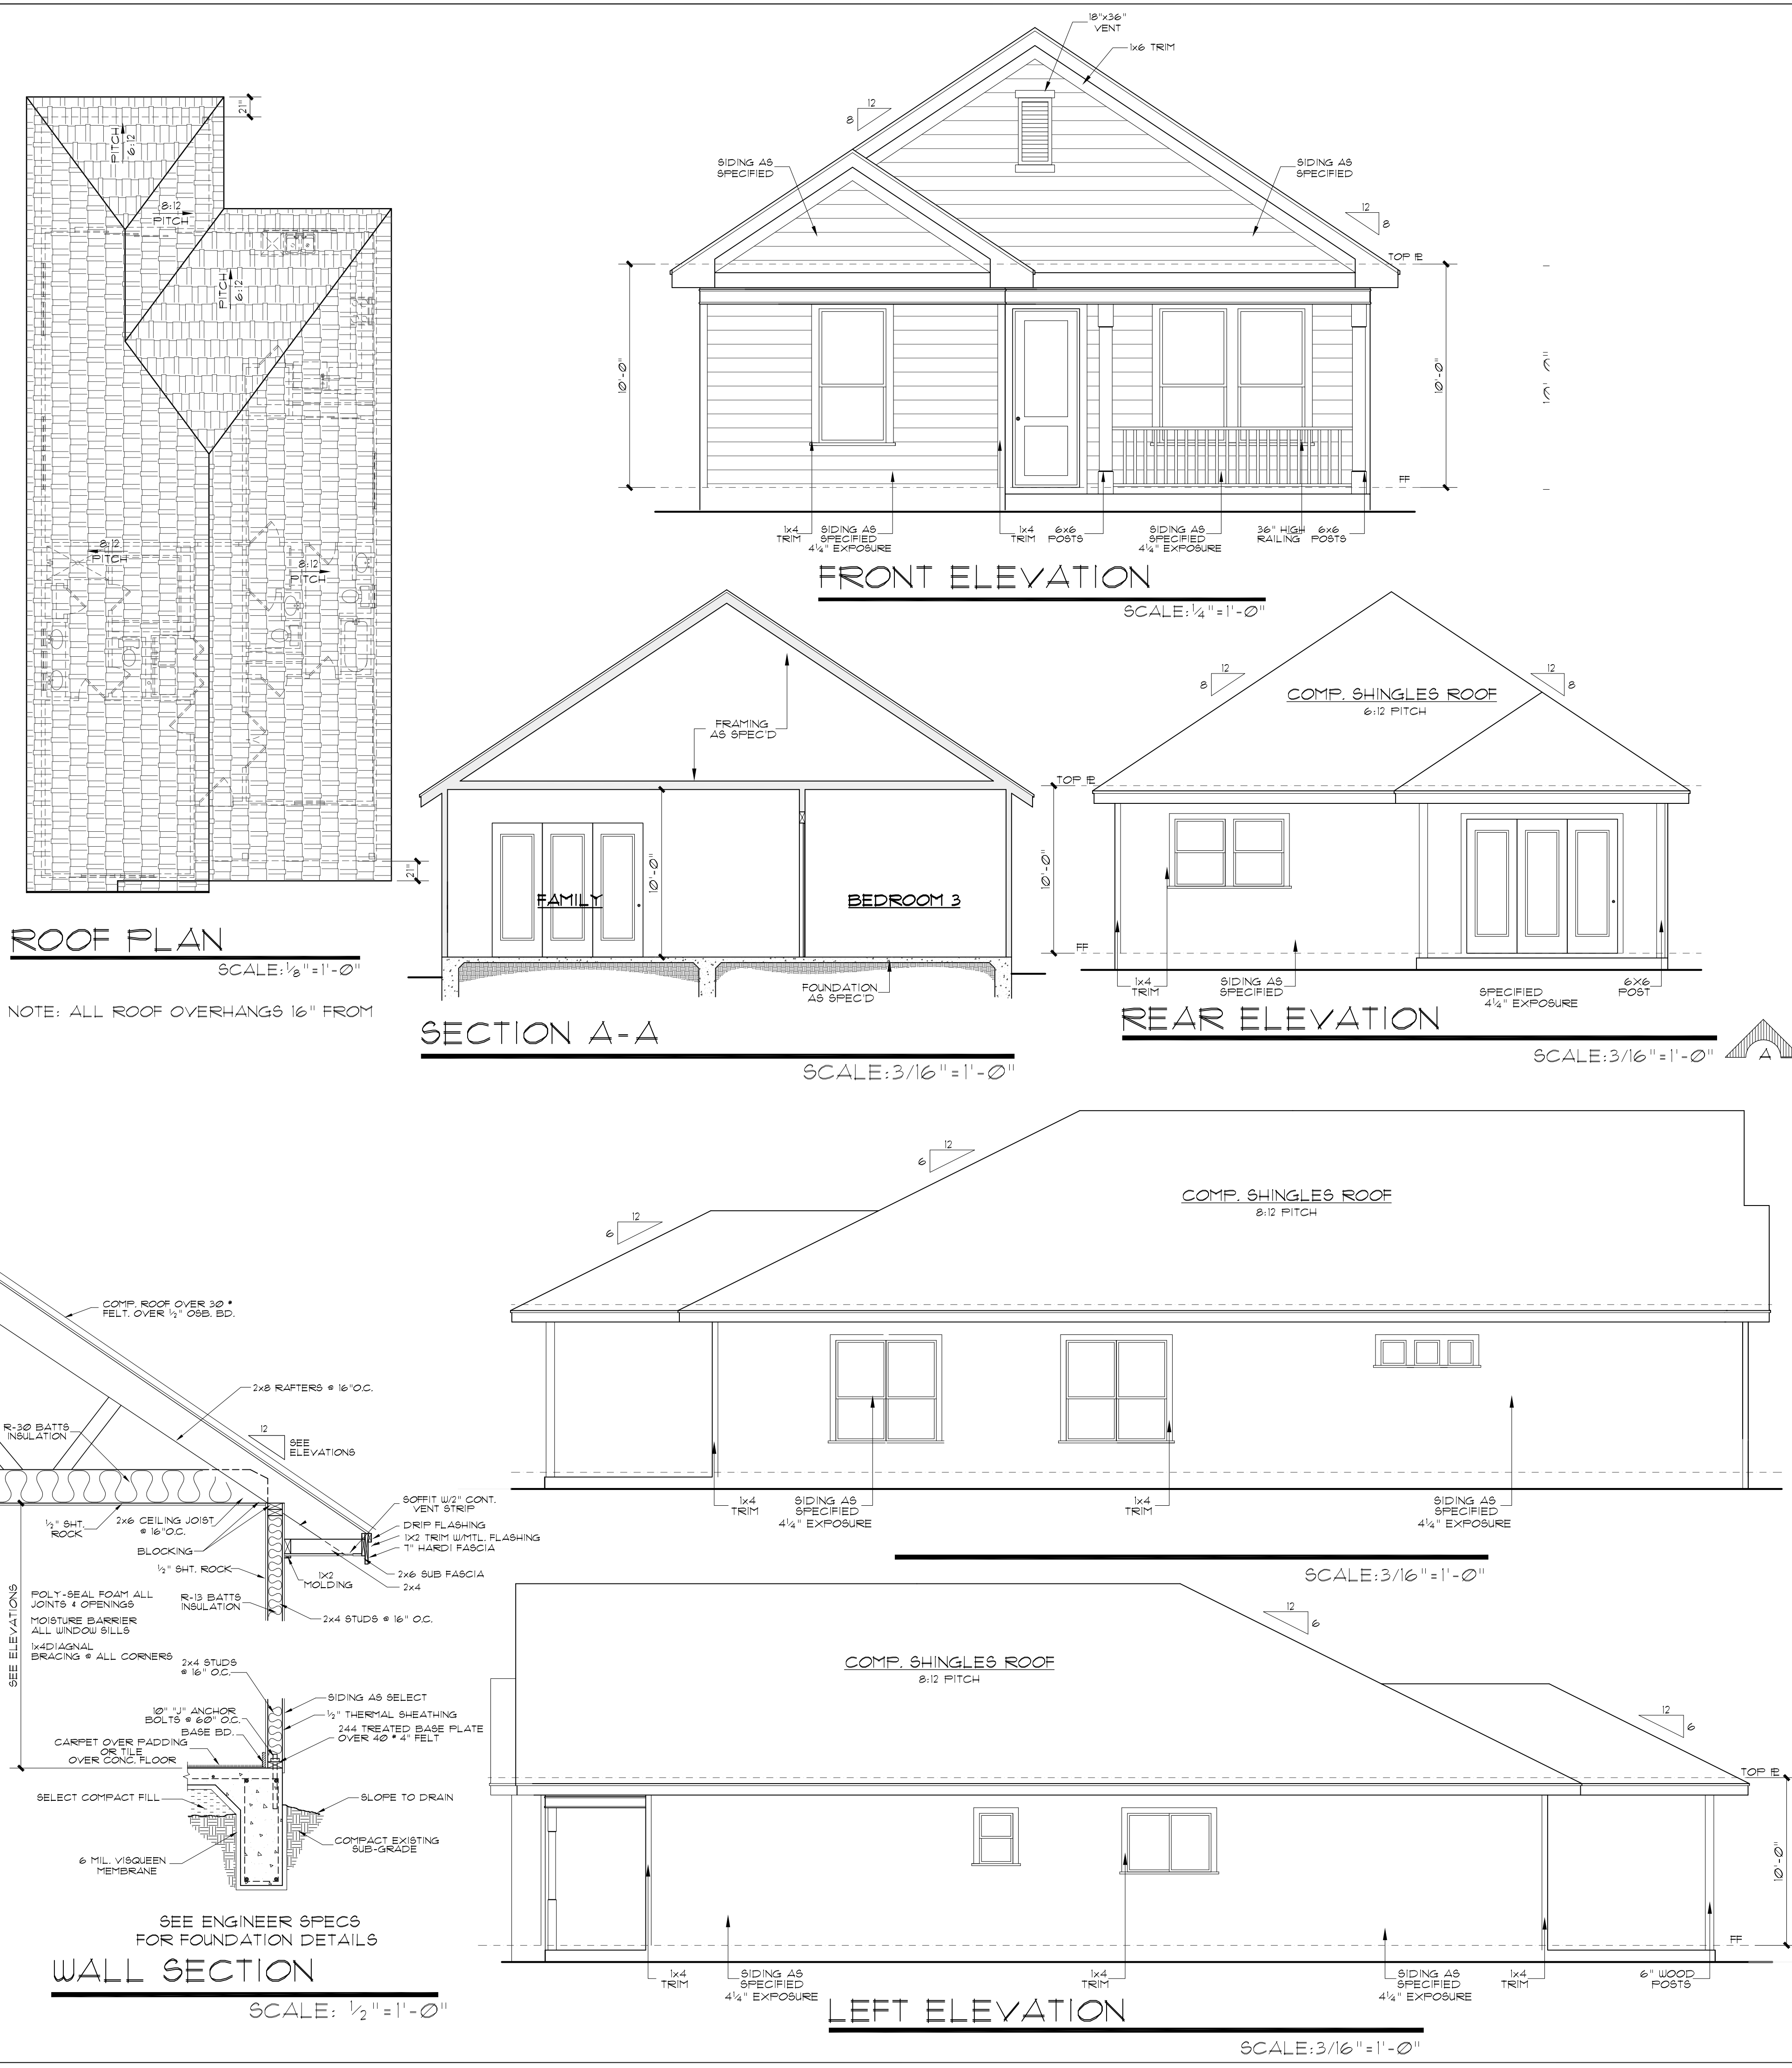 18"x36"
VENT
1x6 TRIM
12
8
SIDING AS
SPECIFIED
SIDING AS
SPECIFIED
12
8
TOP PL
10'-0"
10'-0"
FF
1x4
TRIM
SIDING AS
SPECIFIED
4¼" EXPOSURE
1x4
TRIM
6x6
POSTS
SIDING AS
SPECIFIED
4¼" EXPOSURE
36" HIGH
RAILING
6x6
POSTS
FRONT ELEVATION
SCALE:¼"=1'-0"
21"
PITCH
6:12
8:12
PITCH
PITCH
6:12
8:12
PITCH
8:12
PITCH
21"
ROOF PLAN
SCALE:⅛"=1'-0"
NOTE: ALL ROOF OVERHANGS 16" FROM
FRAMING
AS SPEC'D
10'-0"
FAMILY
BEDROOM 3
FOUNDATION
AS SPEC'D
SECTION A-A
SCALE:3/16"=1'-0"
12
8
12
8
COMP. SHINGLES ROOF
6:12 PITCH
TOP PL
10'-0"
FF
1x4
TRIM
SIDING AS
SPECIFIED
SPECIFIED
4¼" EXPOSURE
6X6
POST
REAR ELEVATION
SCALE:3/16"=1'-0"
A
12
6
12
6
COMP. SHINGLES ROOF
8:12 PITCH
1x4
TRIM
SIDING AS
SPECIFIED
4¼" EXPOSURE
1x4
TRIM
SIDING AS
SPECIFIED
4¼" EXPOSURE
SCALE:3/16"=1'-0"
COMP. ROOF OVER 30 #
FELT. OVER ½" OSB. BD.
2x8 RAFTERS @ 16"O.C.
R-30 BATTS
INSULATION
12
SEE
ELEVATIONS
SOFFIT W/2" CONT.
VENT STRIP
DRIP FLASHING
1X2 TRIM W/MTL. FLASHING
7" HARDI FASCIA
2x6 SUB FASCIA
2x4
½" SHT.
ROCK
2x6 CEILING JOIST
@ 16"O.C.
BLOCKING
½" SHT. ROCK
1X2
MOLDING
R-13 BATTS
INSULATION
2x4 STUDS @ 16" O.C.
SEE ELEVATIONS
POLY-SEAL FOAM ALL
JOINTS & OPENINGS
MOISTURE BARRIER
ALL WINDOW SILLS
1x4DIAGNAL
BRACING @ ALL CORNERS
2x4 STUDS
@ 16" O.C.
10" "J" ANCHOR
BOLTS @ 60" O.C.
BASE BD.
CARPET OVER PADDING
OR TILE
OVER CONC. FLOOR
SIDING AS SELECT
½" THERMAL SHEATHING
244 TREATED BASE PLATE
OVER 40 # 4" FELT
SELECT COMPACT FILL
SLOPE TO DRAIN
COMPACT EXISTING
SUB-GRADE
6 MIL. VISQUEEN
MEMBRANE
SEE ENGINEER SPECS
FOR FOUNDATION DETAILS
WALL SECTION
SCALE: ½"=1'-0"
12
6
COMP. SHINGLES ROOF
8:12 PITCH
12
6
TOP PL
10'-0"
FF
1x4
TRIM
SIDING AS
SPECIFIED
4¼" EXPOSURE
1x4
TRIM
SIDING AS
SPECIFIED
4¼" EXPOSURE
1x4
TRIM
6" WOOD
POSTS
LEFT ELEVATION
SCALE:3/16"=1'-0"